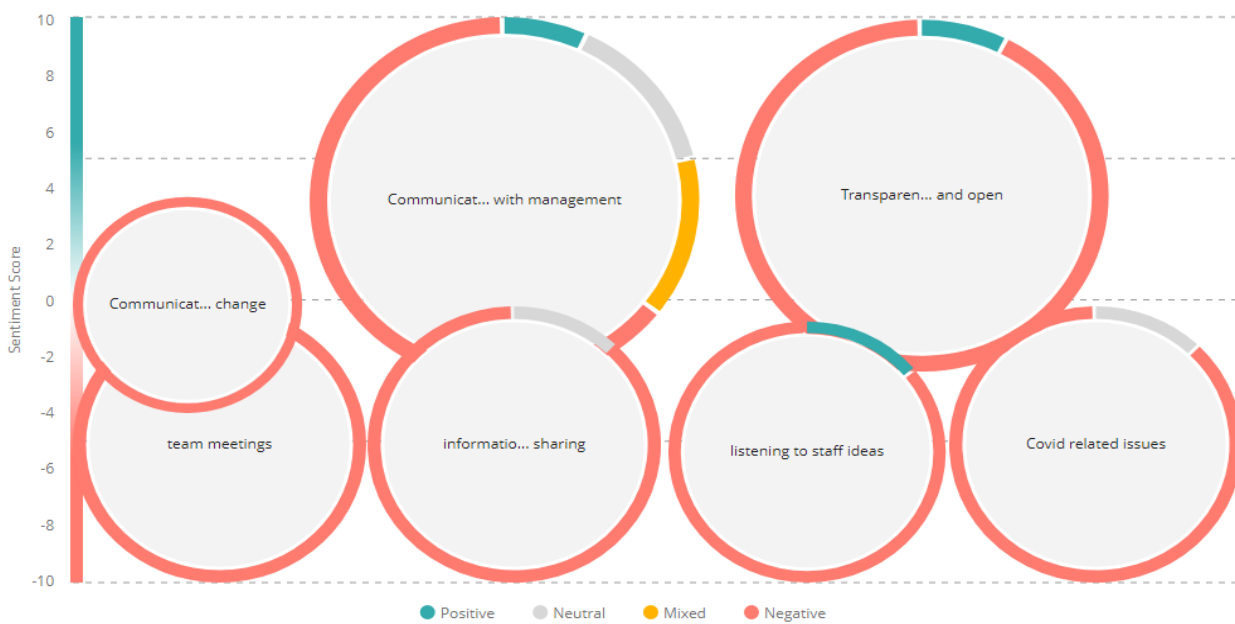 10
8
6
4
2
0
-2
-4
-6
-8
-10
Sentiment Score
Communicat... with management
Transparen... and open
Communicat... change
team meetings
informatio... sharing
listening to staff ideas
Covid related issues
Positive
Neutral
Mixed
Negative